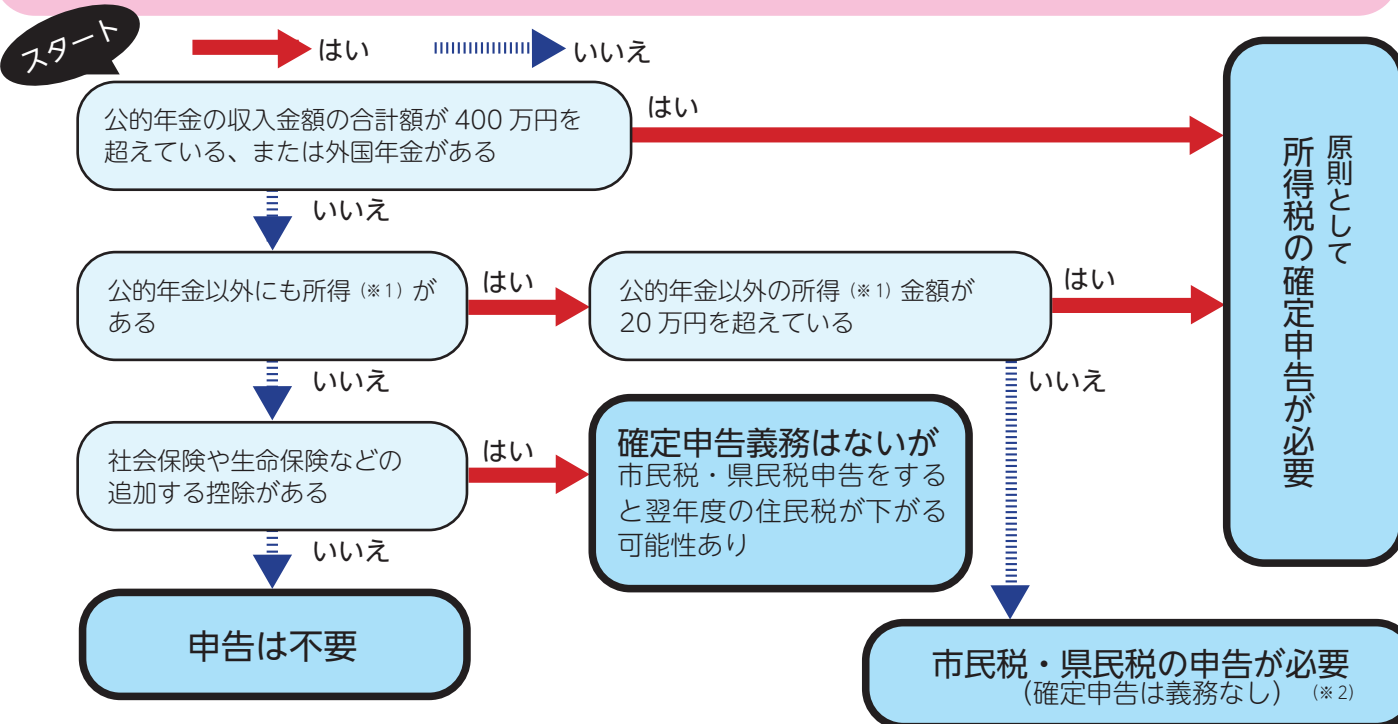 スタート
はい
いいえ
公的年金の収入金額の合計額が 400 万円を
超えている、または外国年金がある
はい
いいえ
公的年金以外にも所得 (※1) が
ある
はい
公的年金以外の所得 (※1) 金額が
20 万円を超えている
はい
いいえ
いいえ
社会保険や生命保険などの
追加する控除がある
はい
確定申告義務はないが
市民税・県民税申告をする
と翌年度の住民税が下がる
可能性あり
いいえ
申告は不要
市民税・県民税の申告が必要
(確定申告は義務なし) (※2)
原則として
所得税の確定申告が必要